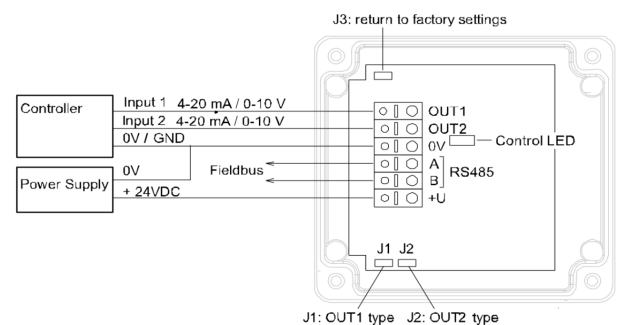 J3: return to factory settings
Controller
Input 1 4-20 mA / 0-10 V
Input 2 4-20 mA / 0-10 V
0V / GND
OUT1
OUT2
0V
Control LED
Power Supply
0V
Fieldbus
A
B
RS485
+ 24VDC
+U
J1 J2
J1: OUT1 type J2: OUT2 type